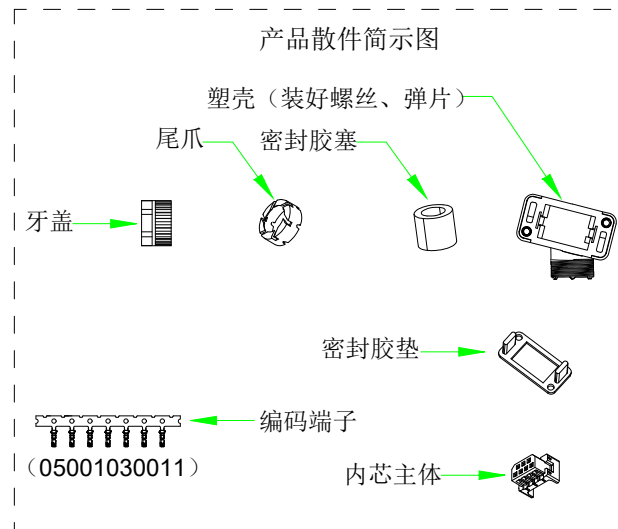 产品散件简示图
塑壳（装好螺丝、弹片）
尾爪
密封胶塞
牙盖
密封胶垫
编码端子
（05001030011）
内芯主体